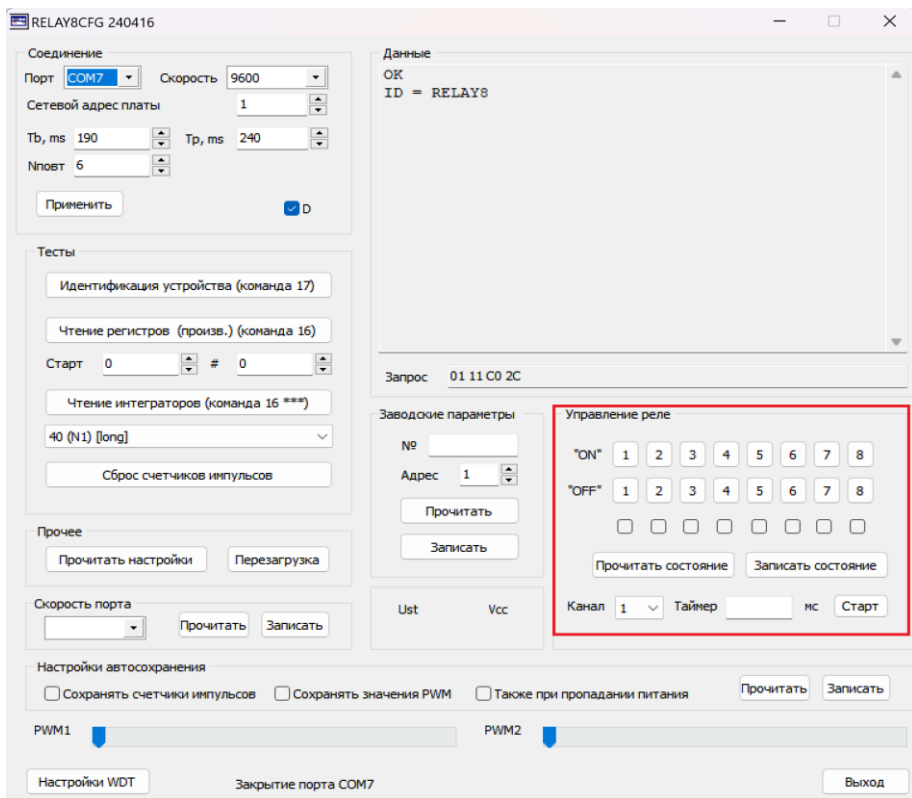 RELAY8CFG 240416
Соединение
Порт COM7 Скорость 9600
Сетевой адрес платы 1
Tb, ms 190 Tp, ms 240
Nповт 6
Применить D
Данные
OK
ID = RELAY8
Запрос 01 11 C0 2C
Тесты
Идентификация устройства (команда 17)
Чтение регистров (произв.) (команда 16)
Старт 0 # 0
Чтение интеграторов (команда 16 ***)
40 (N1) [long]
Сброс счетчиков импульсов
Заводские параметры
№
Адрес 1
Прочитать
Записать
Управление реле
"ON" 1 2 3 4 5 6 7 8
"OFF" 1 2 3 4 5 6 7 8
Прочитать состояние Записать состояние
Канал 1 Таймер мс Старт
Прочее
Прочитать настройки Перезагрузка
Скорость порта
Прочитать Записать
Ust Vcc
Настройки автосохранения
Сохранять счетчики импульсов Сохранять значения PWM Также при пропадании питания Прочитать Записать
PWM1 PWM2
Настройки WDT Закрытие порта COM7 Выход